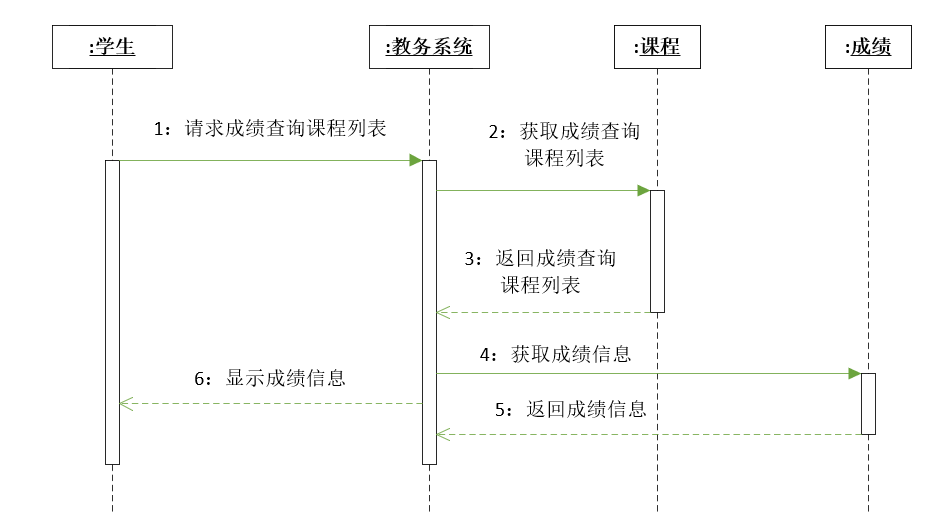 :学生
:教务系统
:课程
:成绩
1：请求成绩查询课程列表
2：获取成绩查询
课程列表
3：返回成绩查询
课程列表
4：获取成绩信息
6：显示成绩信息
5：返回成绩信息